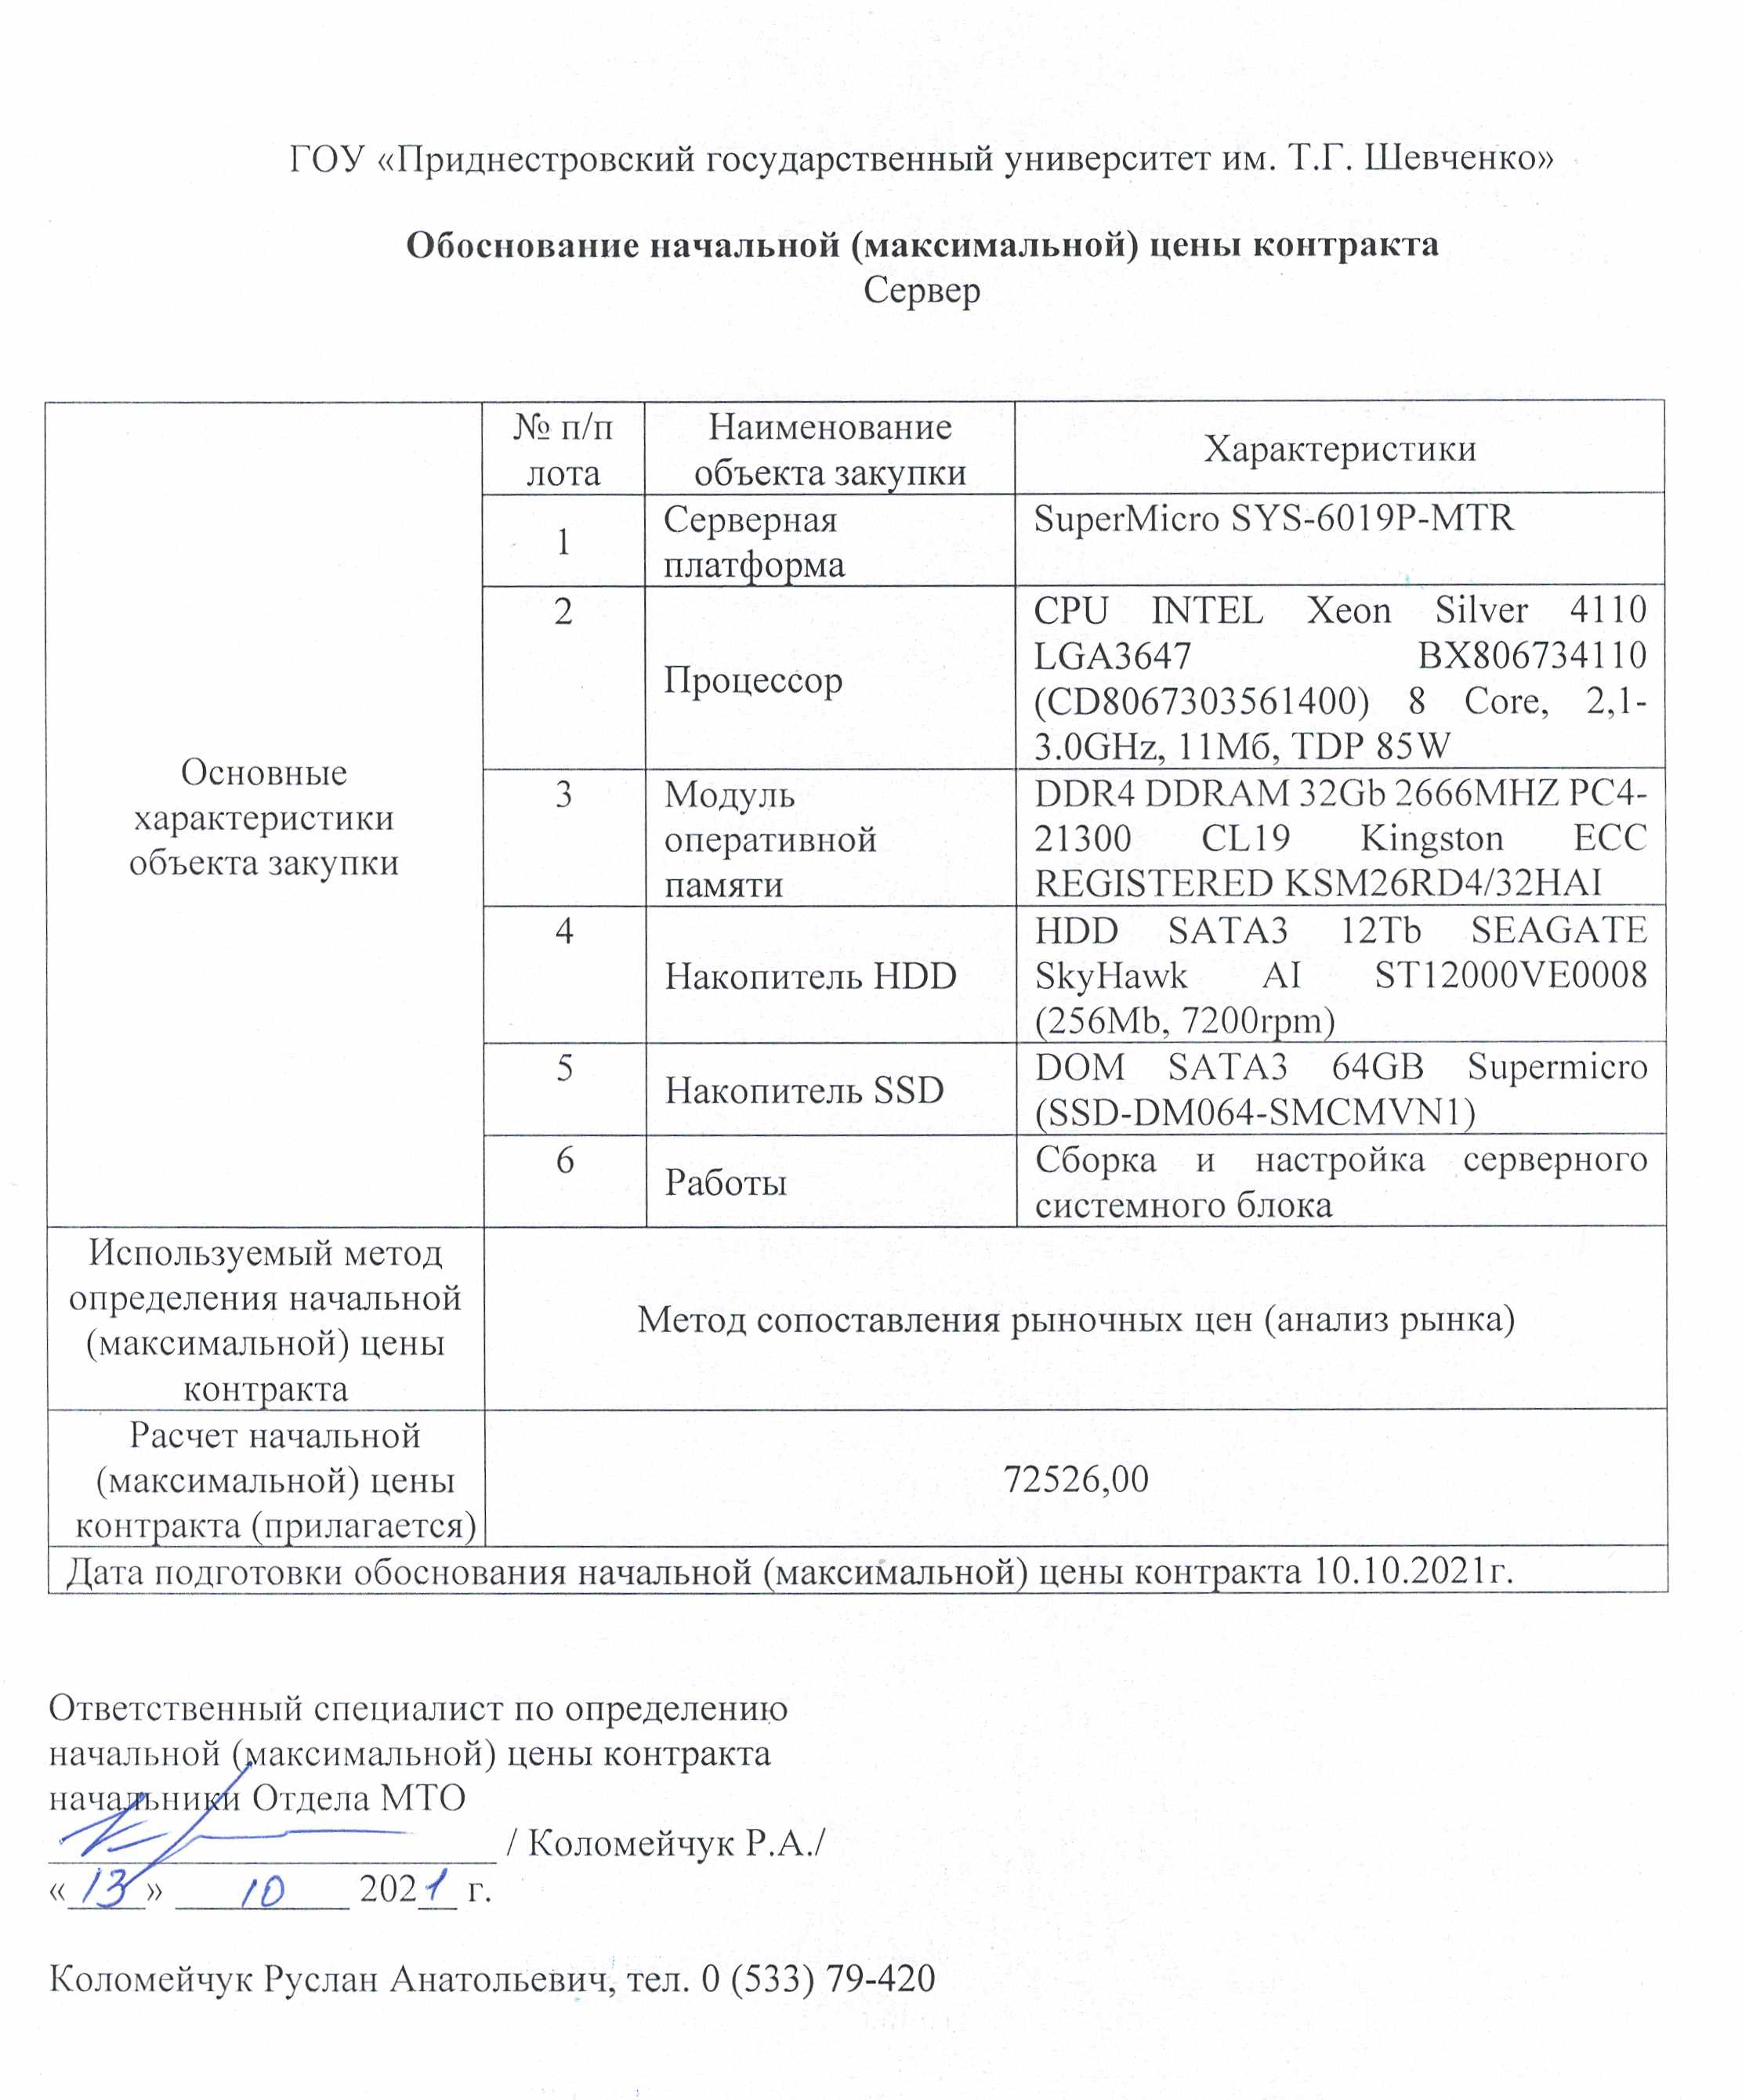 ГОУ «Приднестровский государственный университет им. Т.Г. Шевченко»
Обоснование начальной (максимальной) цены контракта
Сервер
Основные
характеристики
объекта закупки
№ п/п
лота
Наименование
объекта закупки
Характеристики
1
Серверная
платформа
SuperMicro SYS-6019P-MTR
2
Процессор
CPU INTEL Xeon Silver 4110
LGA3647 BX806734110
(CD8067303561400) 8 Core, 2,1-
3.0GHz, 11Мб, TDP 85W
3
Модуль
оперативной
памяти
DDR4 DDRAM 32Gb 2666MHZ PC4-
21300 CL19 Kingston ECC
REGISTERED KSM26RD4/32HAI
4
Накопитель HDD
HDD SATA3 12Tb SEAGATE
SkyHawk AI ST12000VE0008
(256Mb, 7200rpm)
5
Накопитель SSD
DOM SATA3 64GB Supermicro
(SSD-DM064-SMCMVN1)
6
Работы
Сборка и настройка серверного
системного блока
Используемый метод
определения начальной
(максимальной) цены
контракта
Метод сопоставления рыночных цен (анализ рынка)
Расчет начальной
(максимальной) цены
контракта (прилагается)
72526,00
Дата подготовки обоснования начальной (максимальной) цены контракта 10.10.2021г.
Ответственный специалист по определению
начальной (максимальной) цены контракта
начальники Отдела МТО
/ Коломейчук Р.А./
«13» 10 2021 г.
Коломейчук Руслан Анатольевич, тел. 0 (533) 79-420